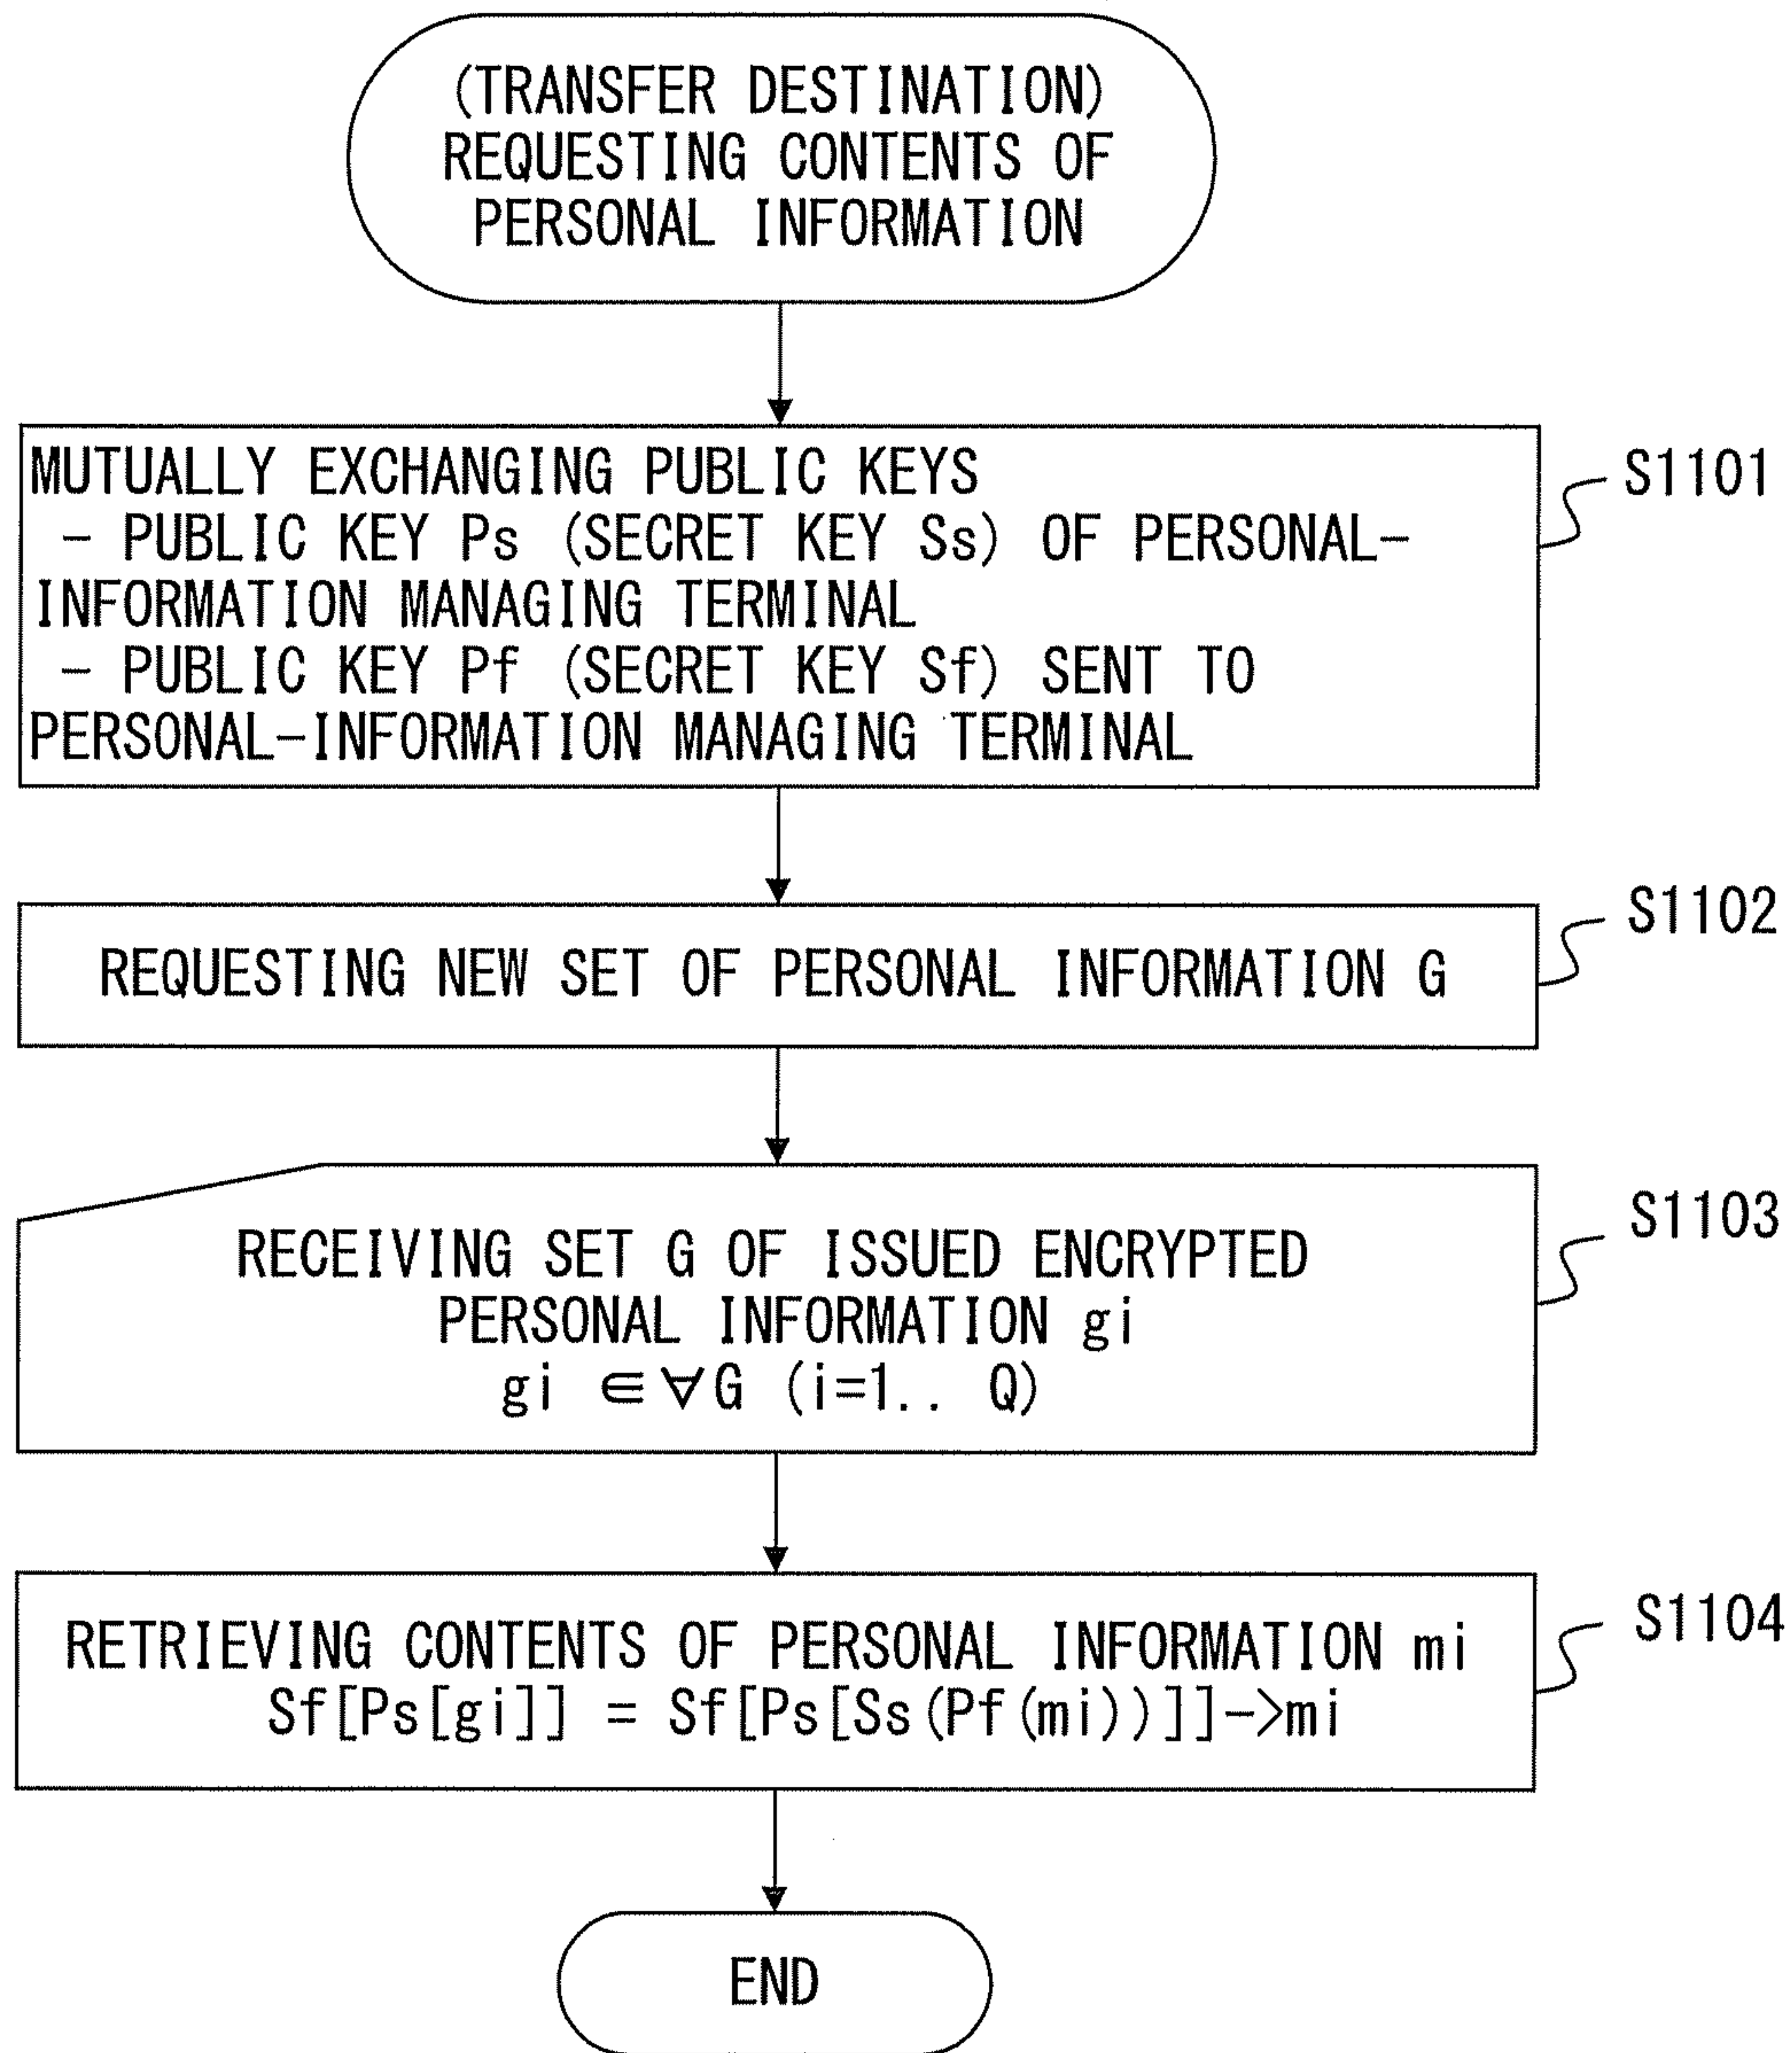 (TRANSFER DESTINATION)
REQUESTING CONTENTS OF
PERSONAL INFORMATION
MUTUALLY EXCHANGING PUBLIC KEYS
- PUBLIC KEY Ps (SECRET KEY Ss) OF PERSONAL-
INFORMATION MANAGING TERMINAL
- PUBLIC KEY Pf (SECRET KEY Sf) SENT TO
PERSONAL-INFORMATION MANAGING TERMINAL
S1101
REQUESTING NEW SET OF PERSONAL INFORMATION G
S1102
RECEIVING SET G OF ISSUED ENCRYPTED
PERSONAL INFORMATION gi
gi ∈∀G (i=1.. Q)
S1103
RETRIEVING CONTENTS OF PERSONAL INFORMATION mi
Sf[Ps[gi]] = Sf[Ps[Ss(Pf(mi))]]->mi
S1104
END